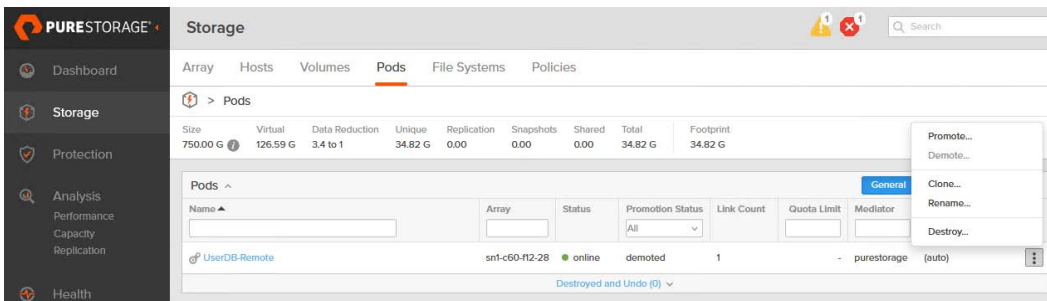 PURESTORAGE®
Storage
1
1
Search
Dashboard
Array Hosts Volumes Pods File Systems Policies
Storage
> Pods
Size Virtual Data Reduction Unique Replication Snapshots Shared Total Footprint
750.00 G 126.59 G 3.4 to 1 34.82 G 0.00 0.00 0.00 34.82 G 34.82 G
Promote...
Demote...
Clone...
Rename...
Destroy...
Protection
Pods
General
Analysis
Performance
Capacity
Replication
Name Array Status Promotion Status Link Count Quota Limit Mediator
All
UserDB-Remote sn1-c60-f12-28 online demoted 1 - purestorage (auto)
Destroyed and Undo (0)
Health